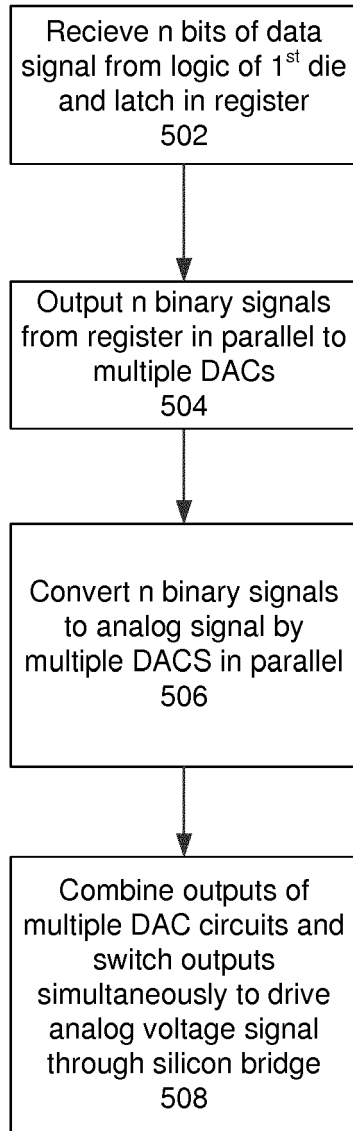 Recieve n bits of data
signal from logic of 1st die
and latch in register
502
Output n binary signals
from register in parallel to
multiple DACs
504
Convert n binary signals
to analog signal by
multiple DACS in parallel
506
Combine outputs of
multiple DAC circuits and
switch outputs
simultaneously to drive
analog voltage signal
through silicon bridge
508